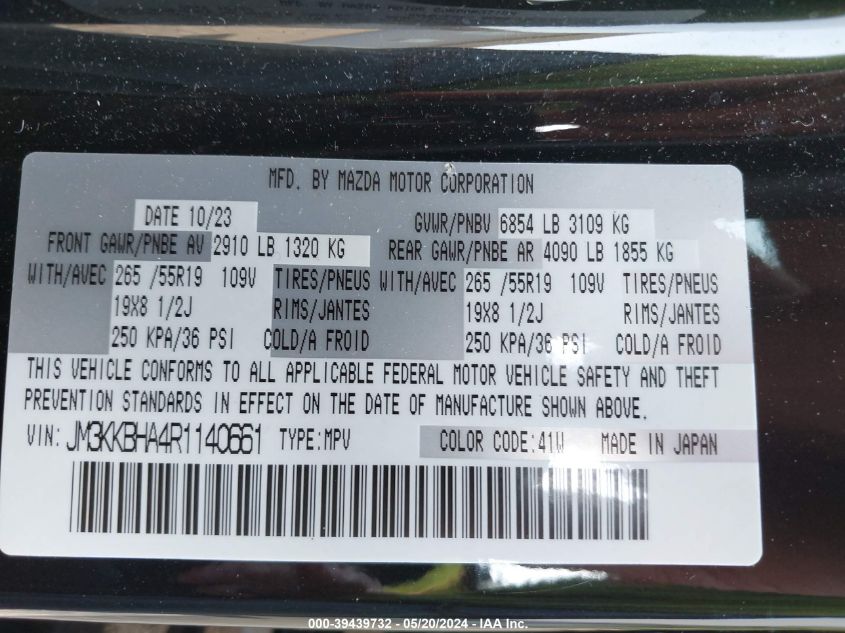 MFD. BY MAZDA MOTOR CORPORATION
DATE 10/23 GVWR/PNBV 6854 LB 3109 KG
FRONT GAWR/PNBE AV 2910 LB 1320 KG REAR GAWR/PNBE AR 4090 LB 1855 KG
WITH/AVEC 265 /55R19 109V TIRES/PNEUS WITH/AVEC 265 /55R19 109V TIRES/PNEUS
19X8 1/2J RIMS/JANTES 19X8 1/2J RIMS/JANTES
250 KPA/36 PSI COLD/A FROID 250 KPA/36 PSI COLD/A FROID
THIS VEHICLE CONFORMS TO ALL APPLICABLE FEDERAL MOTOR VEHICLE SAFETY AND THEFT
PREVENTION STANDARDS IN EFFECT ON THE DATE OF MANUFACTURE SHOWN ABOVE.
VIN: JM3KKBHA4R1140661 TYPE:MPV COLOR CODE:41W MADE IN JAPAN
000-39439732 - 05/20/2024 - IAA Inc.